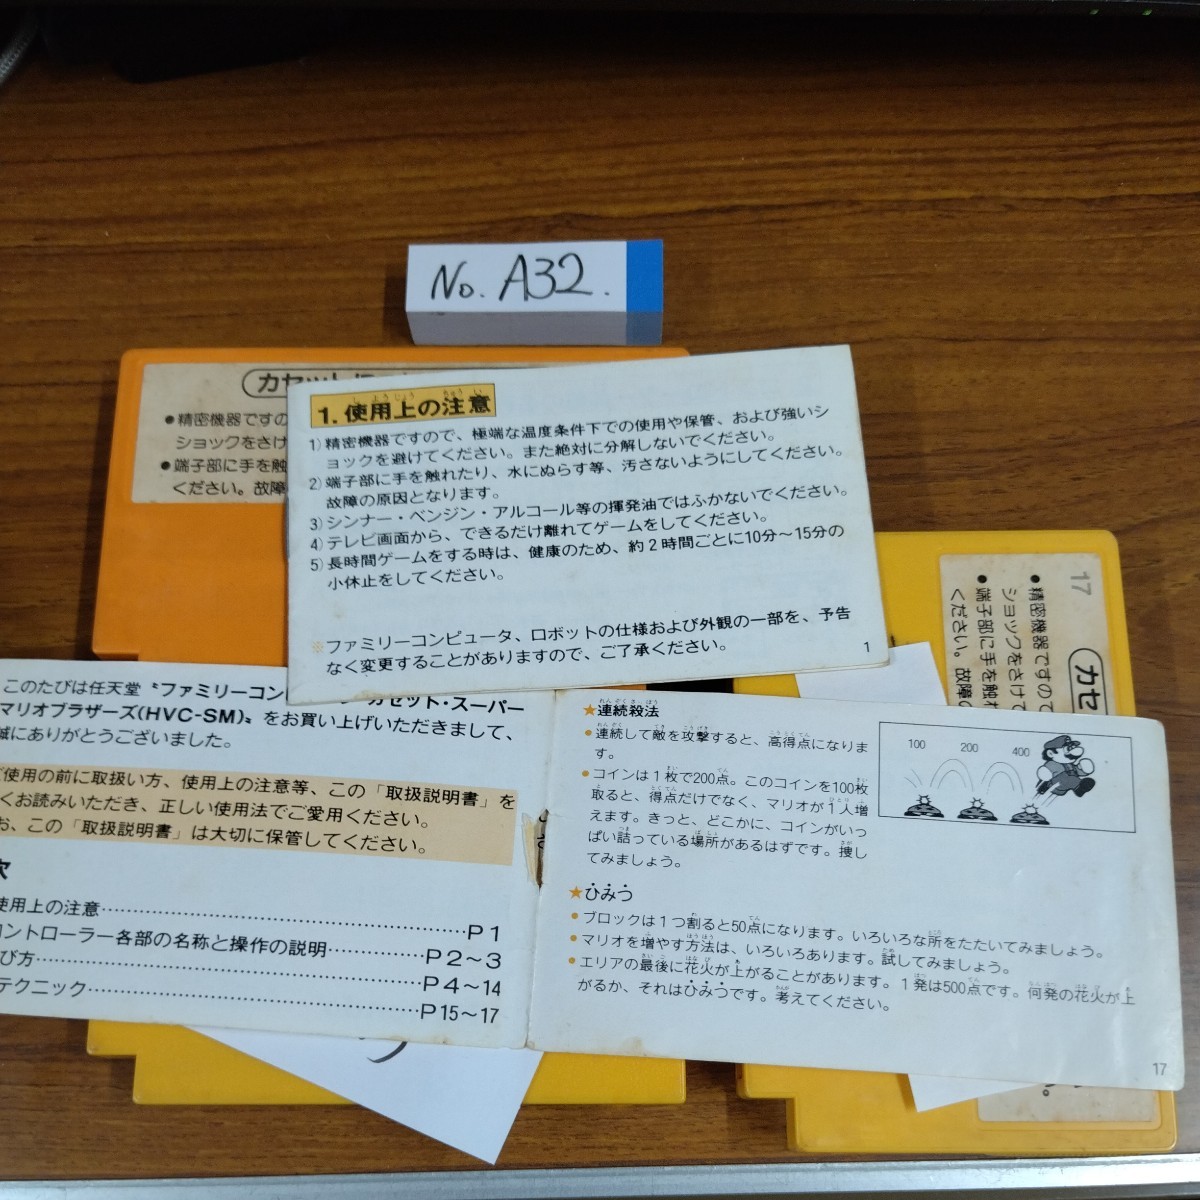 No. A32.
カセット
●精密機器ですの
ショックをさけ
●端子部に手を触
ください。故障
1. 使用上の注意
1) 精密機器ですので、極端な温度条件下での使用や保管、および強いシ
ョックを避けてください。また絶対に分解しないでください。
2) 端子部に手を触れたり、水にぬらす等、汚さないようにしてください。
故障の原因となります。
3) シンナー・ベンジン・アルコール等の揮発油ではふかないでください。
4) テレビ画面から、できるだけ離れてゲームをしてください。
5) 長時間ゲームをする時は、健康のため、約2時間ごとに10分〜15分の
小休止をしてください。
※ファミリーコンピュータ、ロボットの仕様および外観の一部を、予告
なく変更することがありますので、ご了承ください。
1
17
カセ
●精密機器ですので
ショックをさけて
●端子部に手を触
ください。故障
このたびは任天堂〝ファミリーコン
カセット・スーパー
マリオブラザーズ(HVC-SM)〟をお買い上げいただきまして、
誠にありがとうございました。
使用の前に取扱い方、使用上の注意等、この「取扱説明書」を
くお読みいただき、正しい使用法でご愛用ください。
お、この「取扱説明書」は大切に保管してください。
次
使用上の注意……P 1
コントローラー各部の名称と操作の説明……P 2〜3
び方……P 4〜14
テクニック……P 15〜17
★連続殺法
●連続して敵を攻撃すると、高得点になりま
す。
●コインは1枚で200点。このコインを100枚
取ると、得点だけでなく、マリオが1人増
えます。きっと、どこかに、コインがいっ
ぱい詰っている場所があるはずです。捜し
てみましょう。
100 200 400
★ひみつ
●ブロックは1つ割ると50点になります。いろいろな所をたたいてみましょう。
●マリオを増やす方法は、いろいろあります。試してみましょう。
●エリアの最後に花火が上がることがあります。1発は500点です。何発の花火が上
がるか、それはひみつです。考えてください。
17